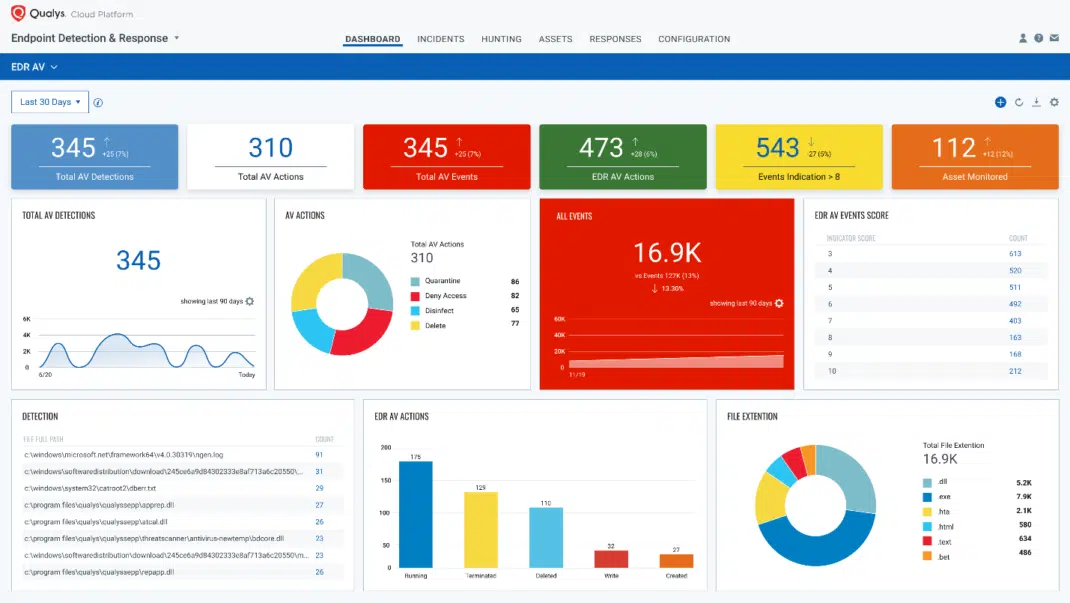 Qualys. Cloud Platform
Endpoint Detection & Response
DASHBOARD INCIDENTS HUNTING ASSETS RESPONSES CONFIGURATION
EDR AV
Last 30 Days
345 +25 (7%)
Total AV Detections
310
Total AV Actions
345 +25 (7%)
Total AV Events
473 +28 (6%)
EDR AV Actions
543 -27 (5%)
Events Indication > 8
112 +12 (12%)
Asset Monitored
TOTAL AV DETECTIONS
345
showing last 90 days
6K
4K
2K
0
6/20 Today
AV ACTIONS
Total AV Actions
310
Quarantine 86
Deny Access 82
Disinfect 65
Delete 77
ALL EVENTS
16.9K
vs Events 127K (13%)
↓ 13.30%
showing last 90 days
60K
40K
20K
0
11/19
EDR AV EVENTS SCORE
INDICATOR SCORE COUNT
3 613
4 520
5 511
6 492
7 403
8 163
9 168
10 212
DETECTION
FILE FULL PATH COUNT
c:\windows\microsoft.net\framework64\v4.0.30319\ngen.log 91
c:\windows\softwaredistribution\download\245ce6a9d84302333e8af713a6c20550\... 31
c:\windows\system32\catroot2\dberr.txt 29
c:\program files\qualys\qualysepp\apprep.dll 27
c:\program files\qualys\qualysepp\atcal.dll 26
c:\program files\qualys\qualysepp\threatscanner\antivirus-newtemp\bdcore.dll 23
c:\windows\softwaredistribution\download\245ce6a9d84302333e8af713a6c20550\m... 23
c:\program files\qualys\qualysepp\repapp.dll 26
EDR AV ACTIONS
200
150
100
50
0
176
129
110
32
27
Running Terminated Deleted Write Created
FILE EXTENTION
Total File Extention
16.9K
.dll 5.2K
.exe 7.9K
.hta 2.1K
.html 580
.text 634
.bet 486